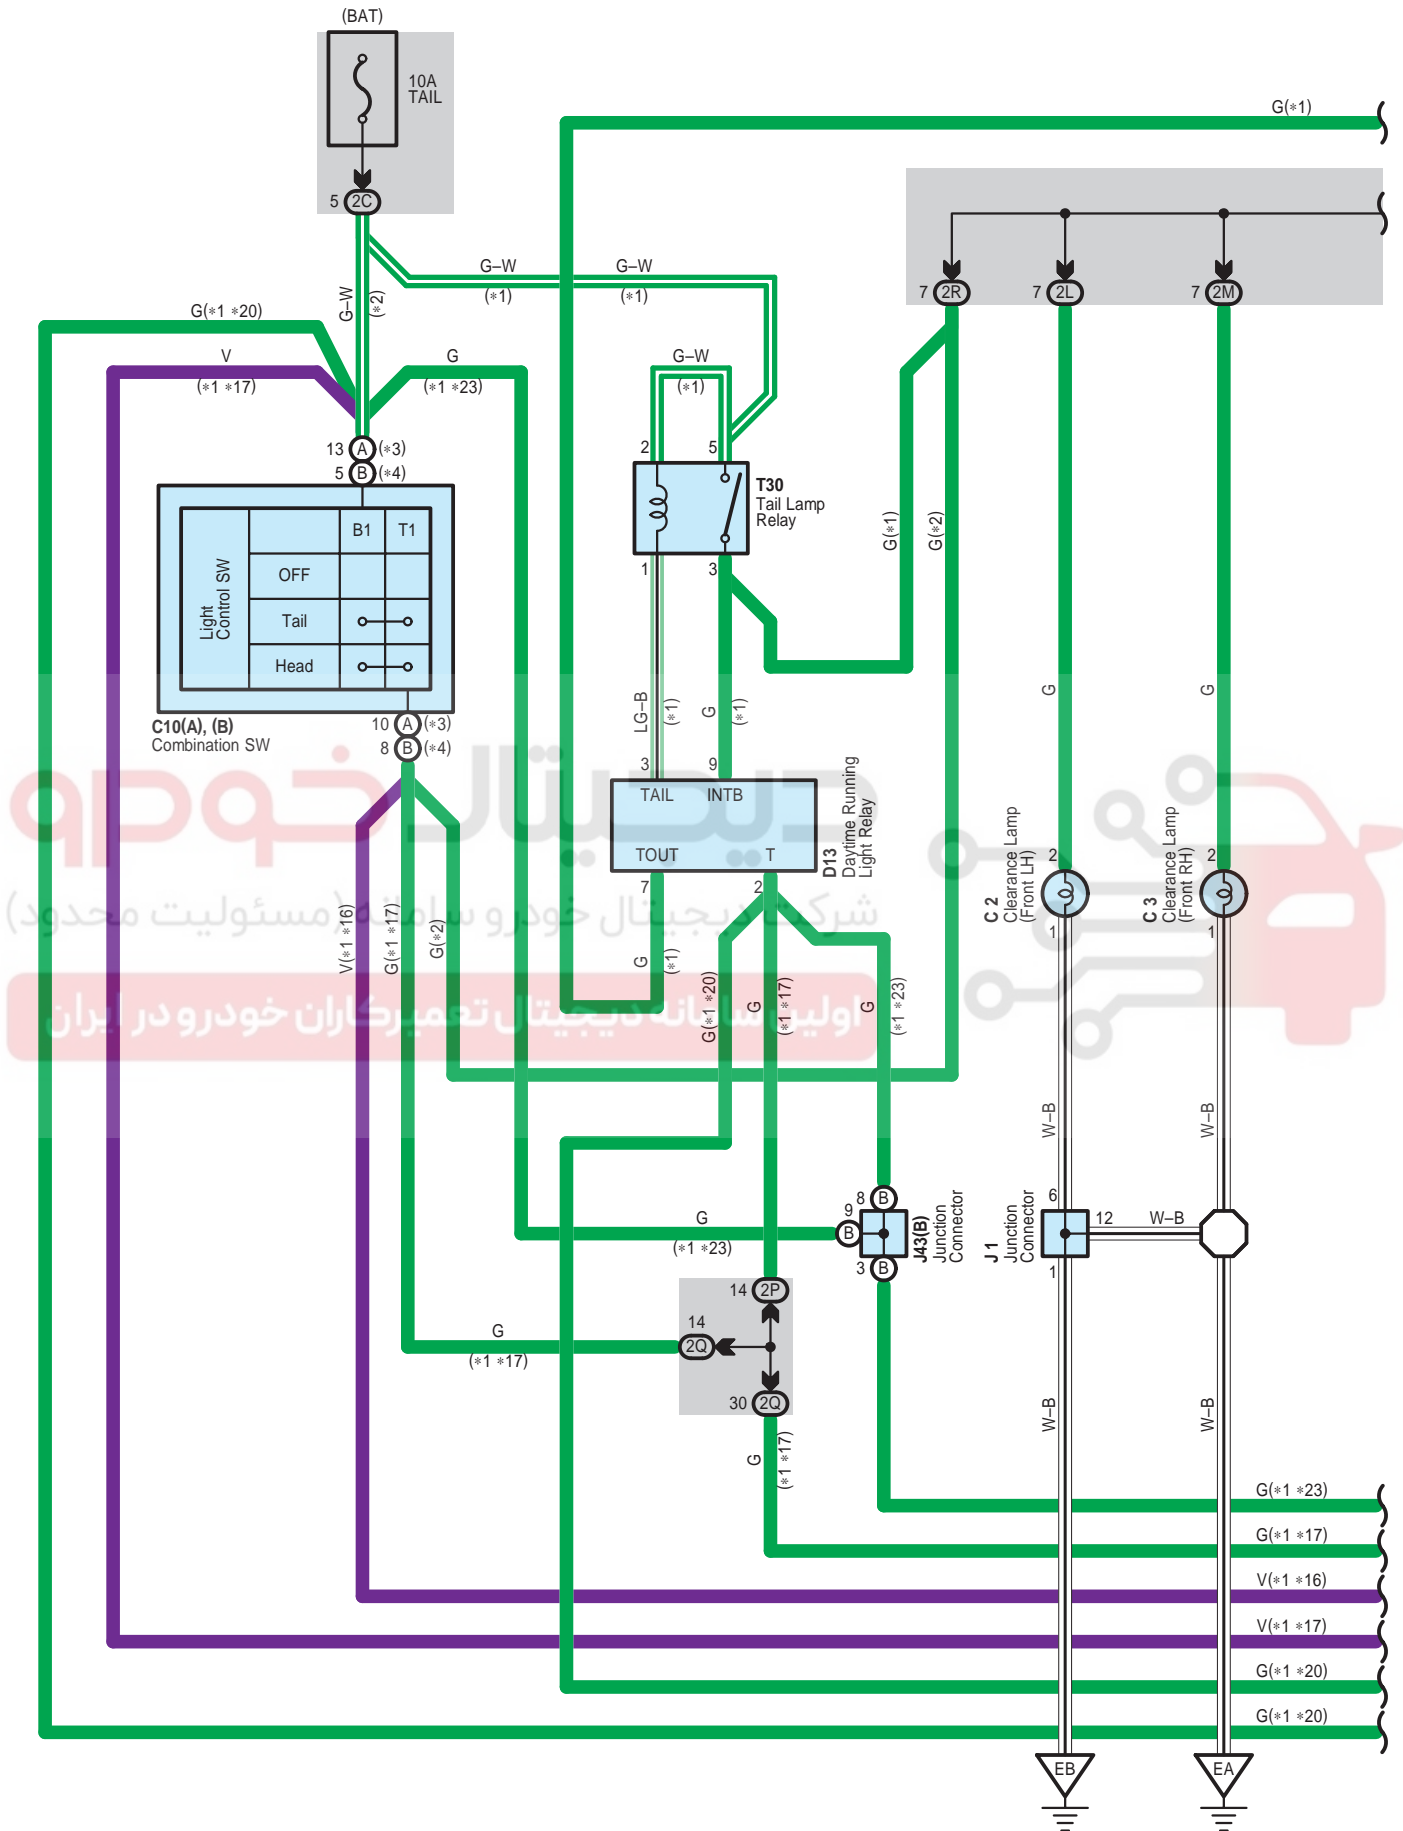 (BAT)
10A
TAIL
5 2C
G(*1)
G–W
(*1)
G–W
(*1)
G–W
(*2)
G(*1 *20)
V
(*1 *17)
G
(*1 *23)
G–W
(*1)
7 2R
7 2L
7 2M
13 A (*3)
5 B (*4)
2
5
T30
Tail Lamp
Relay
1
3
G(*1)
G(*2)
Light
Control SW
B1
T1
OFF
Tail
Head
C10(A), (B)
Combination SW
10 A (*3)
8 B (*4)
LG–B
(*1)
G
(*1)
G
G
3
9
TAIL
INTB
TOUT
T
D13
Daytime Running
Light Relay
7
2
C 2
Clearance Lamp
(Front LH)
2
1
C 3
Clearance Lamp
(Front RH)
2
1
دیجیتال خودرو
شرکت دیجیتال خودرو سامانه (مسئولیت محدود)
اولین سامانه دیجیتال تعمیرکاران خودرو در ایران
V(*1 *16)
G(*1 *17)
G(*2)
G
(*1)
G(*1 *20)
G
(*1 *17)
G
(*1 *23)
W–B
W–B
8 B
9
B
3 B
J43(B)
Junction
Connector
G
(*1 *23)
J 1
Junction
Connector
6
12
W–B
1
14 2P
14
2Q
30 2Q
G
(*1 *17)
G
(*1 *17)
W–B
W–B
G(*1 *23)
G(*1 *17)
V(*1 *16)
V(*1 *17)
G(*1 *20)
G(*1 *20)
EB
EA